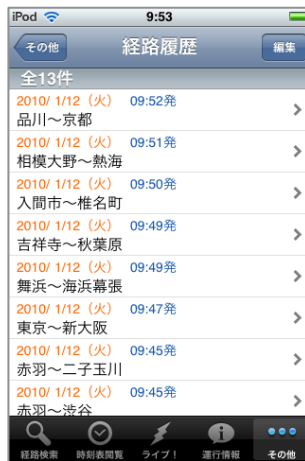 iPod 9:53
その他 経路履歴 編集
全13件
2010/ 1/12（火） 09:52発
品川～京都
2010/ 1/12（火） 09:51発
相模大野～熱海
2010/ 1/12（火） 09:50発
入間市～椎名町
2010/ 1/12（火） 09:49発
吉祥寺～秋葉原
2010/ 1/12（火） 09:49発
舞浜～海浜幕張
2010/ 1/12（火） 09:47発
東京～新大阪
2010/ 1/12（火） 09:45発
赤羽～二子玉川
2010/ 1/12（火） 09:45発
赤羽～渋谷
経路検索 時刻表閲覧 ライブ！ 運行情報 その他